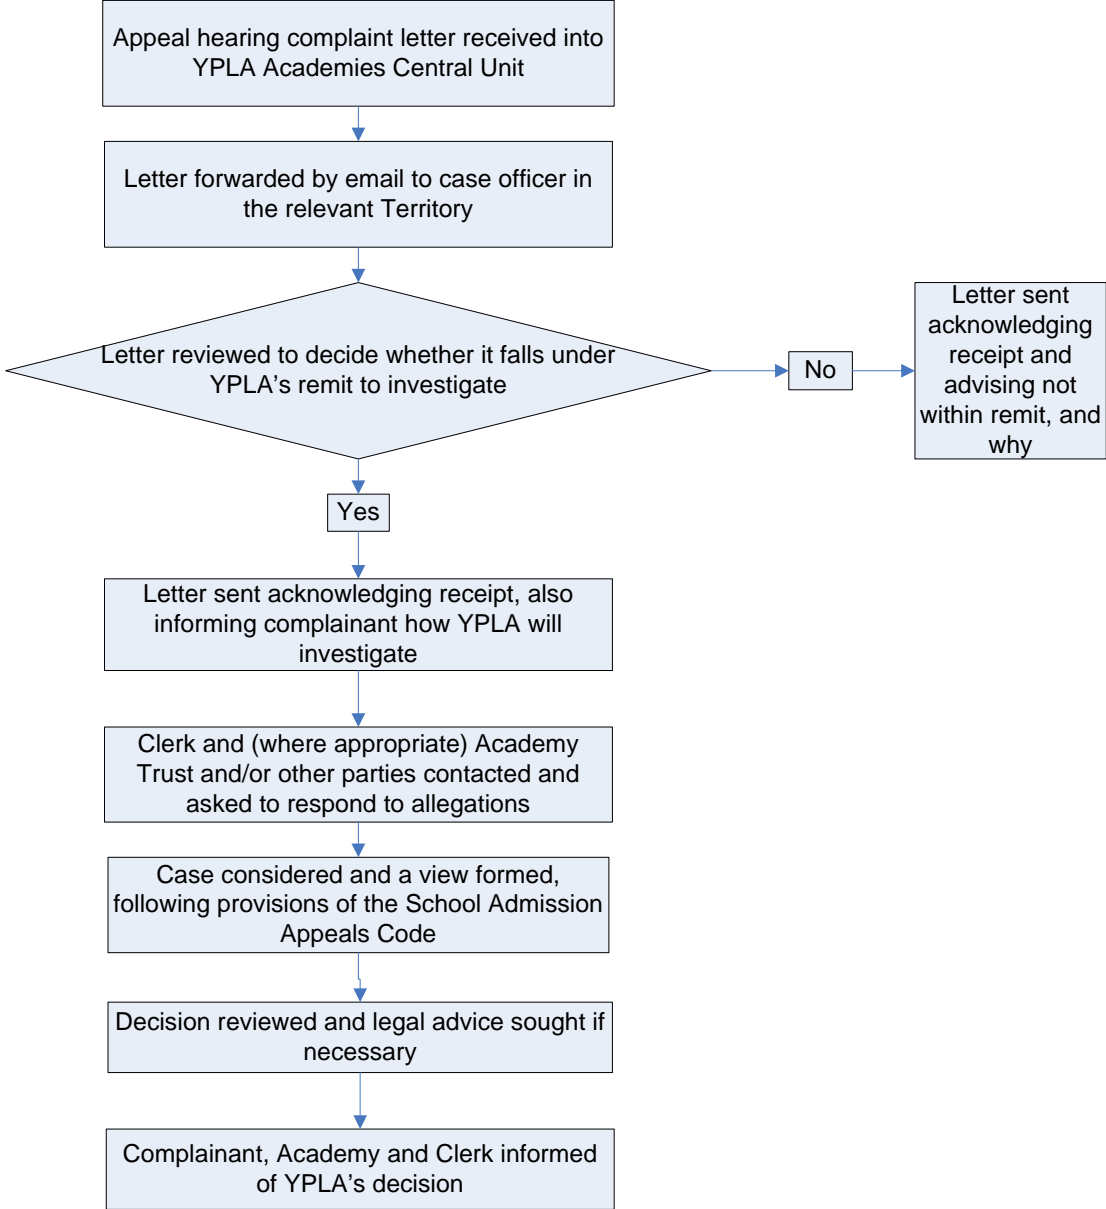 Appeal hearing complaint letter received into
YPLA Academies Central Unit
Letter forwarded by email to case officer in
the relevant Territory
Letter reviewed to decide whether it falls under
YPLA’s remit to investigate
No
Letter sent
acknowledging
receipt and
advising not
within remit, and
why
Yes
Letter sent acknowledging receipt, also
informing complainant how YPLA will
investigate
Clerk and (where appropriate) Academy
Trust and/or other parties contacted and
asked to respond to allegations
Case considered and a view formed,
following provisions of the School Admission
Appeals Code
Decision reviewed and legal advice sought if
necessary
Complainant, Academy and Clerk informed
of YPLA’s decision